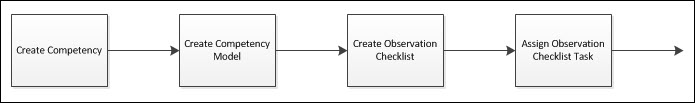 Create Competency
Create Competency
Model
Create Observation
Checklist
Assign Observation
Checklist Task